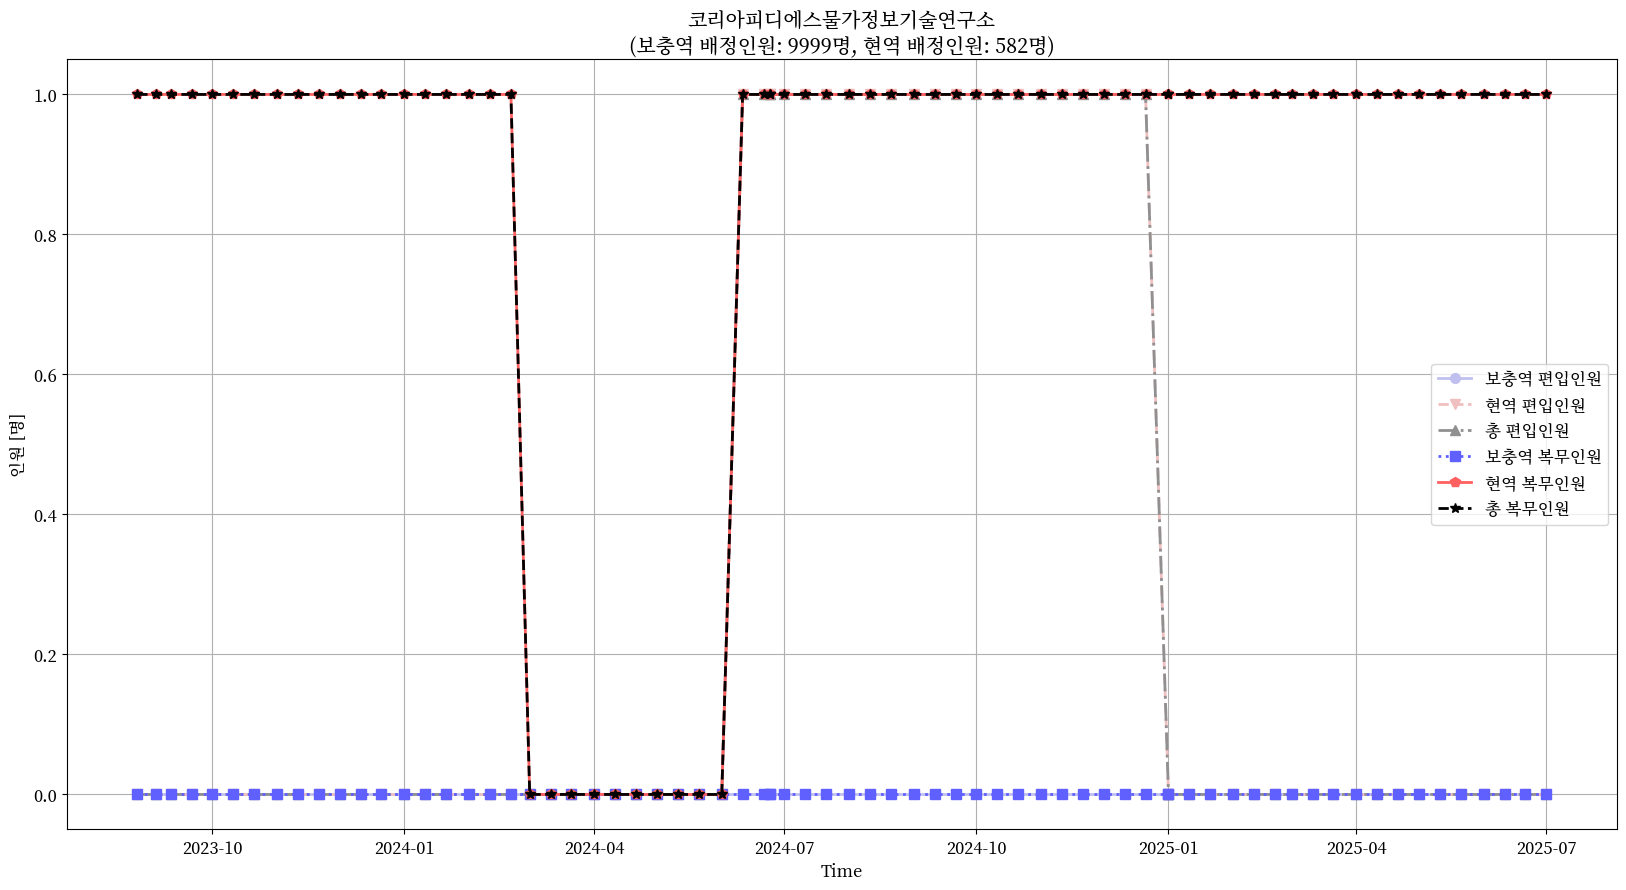 코리아피디에스물가정보기술연구소
(보충역 배정인원: 9999명, 현역 배정인원: 582명)
인원 [명]
1.0
0.8
0.6
0.4
0.2
0.0
보충역 편입인원
현역 편입인원
총 편입인원
보충역 복무인원
현역 복무인원
총 복무인원
2023-10
2024-01
2024-04
2024-07
2024-10
2025-01
2025-04
2025-07
Time